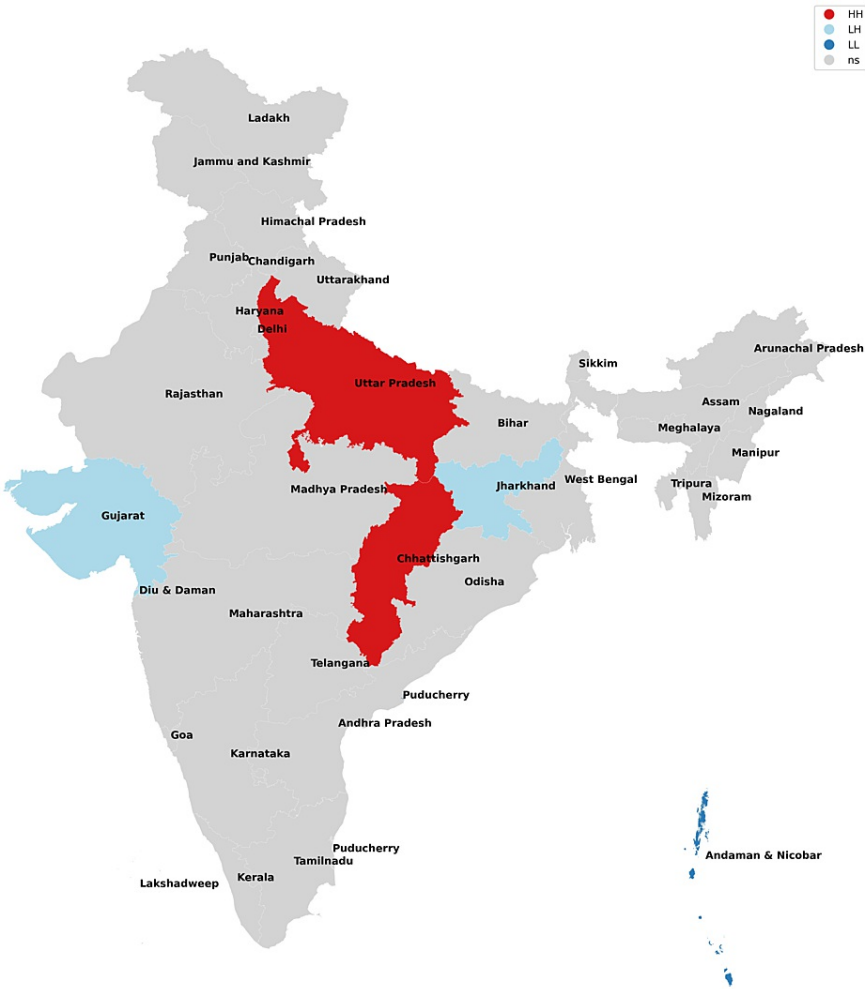 HH
LH
LL
ns
Ladakh
Jammu and Kashmir
Himachal Pradesh
Punjab
Chandigarh
Uttarakhand
Haryana
Delhi
Uttar Pradesh
Rajasthan
Bihar
Sikkim
Arunachal Pradesh
Assam
Nagaland
Meghalaya
Manipur
Tripura
Mizoram
West Bengal
Jharkhand
Madhya Pradesh
Gujarat
Chhattishgarh
Odisha
Diu & Daman
Maharashtra
Telangana
Puducherry
Andhra Pradesh
Goa
Karnataka
Puducherry
Tamilnadu
Kerala
Lakshadweep
Andaman & Nicobar